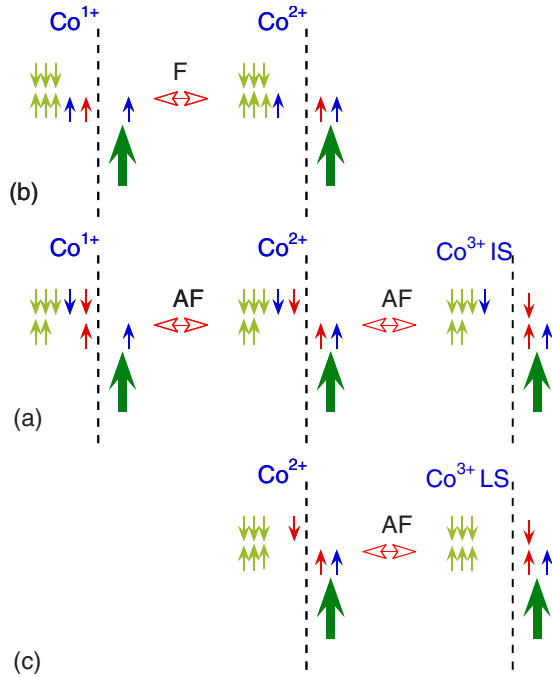 Co1+ Co2+
F
(b)
Co1+ Co2+ Co3+ IS
AF AF
(a)
Co2+ Co3+ LS
AF
(c)